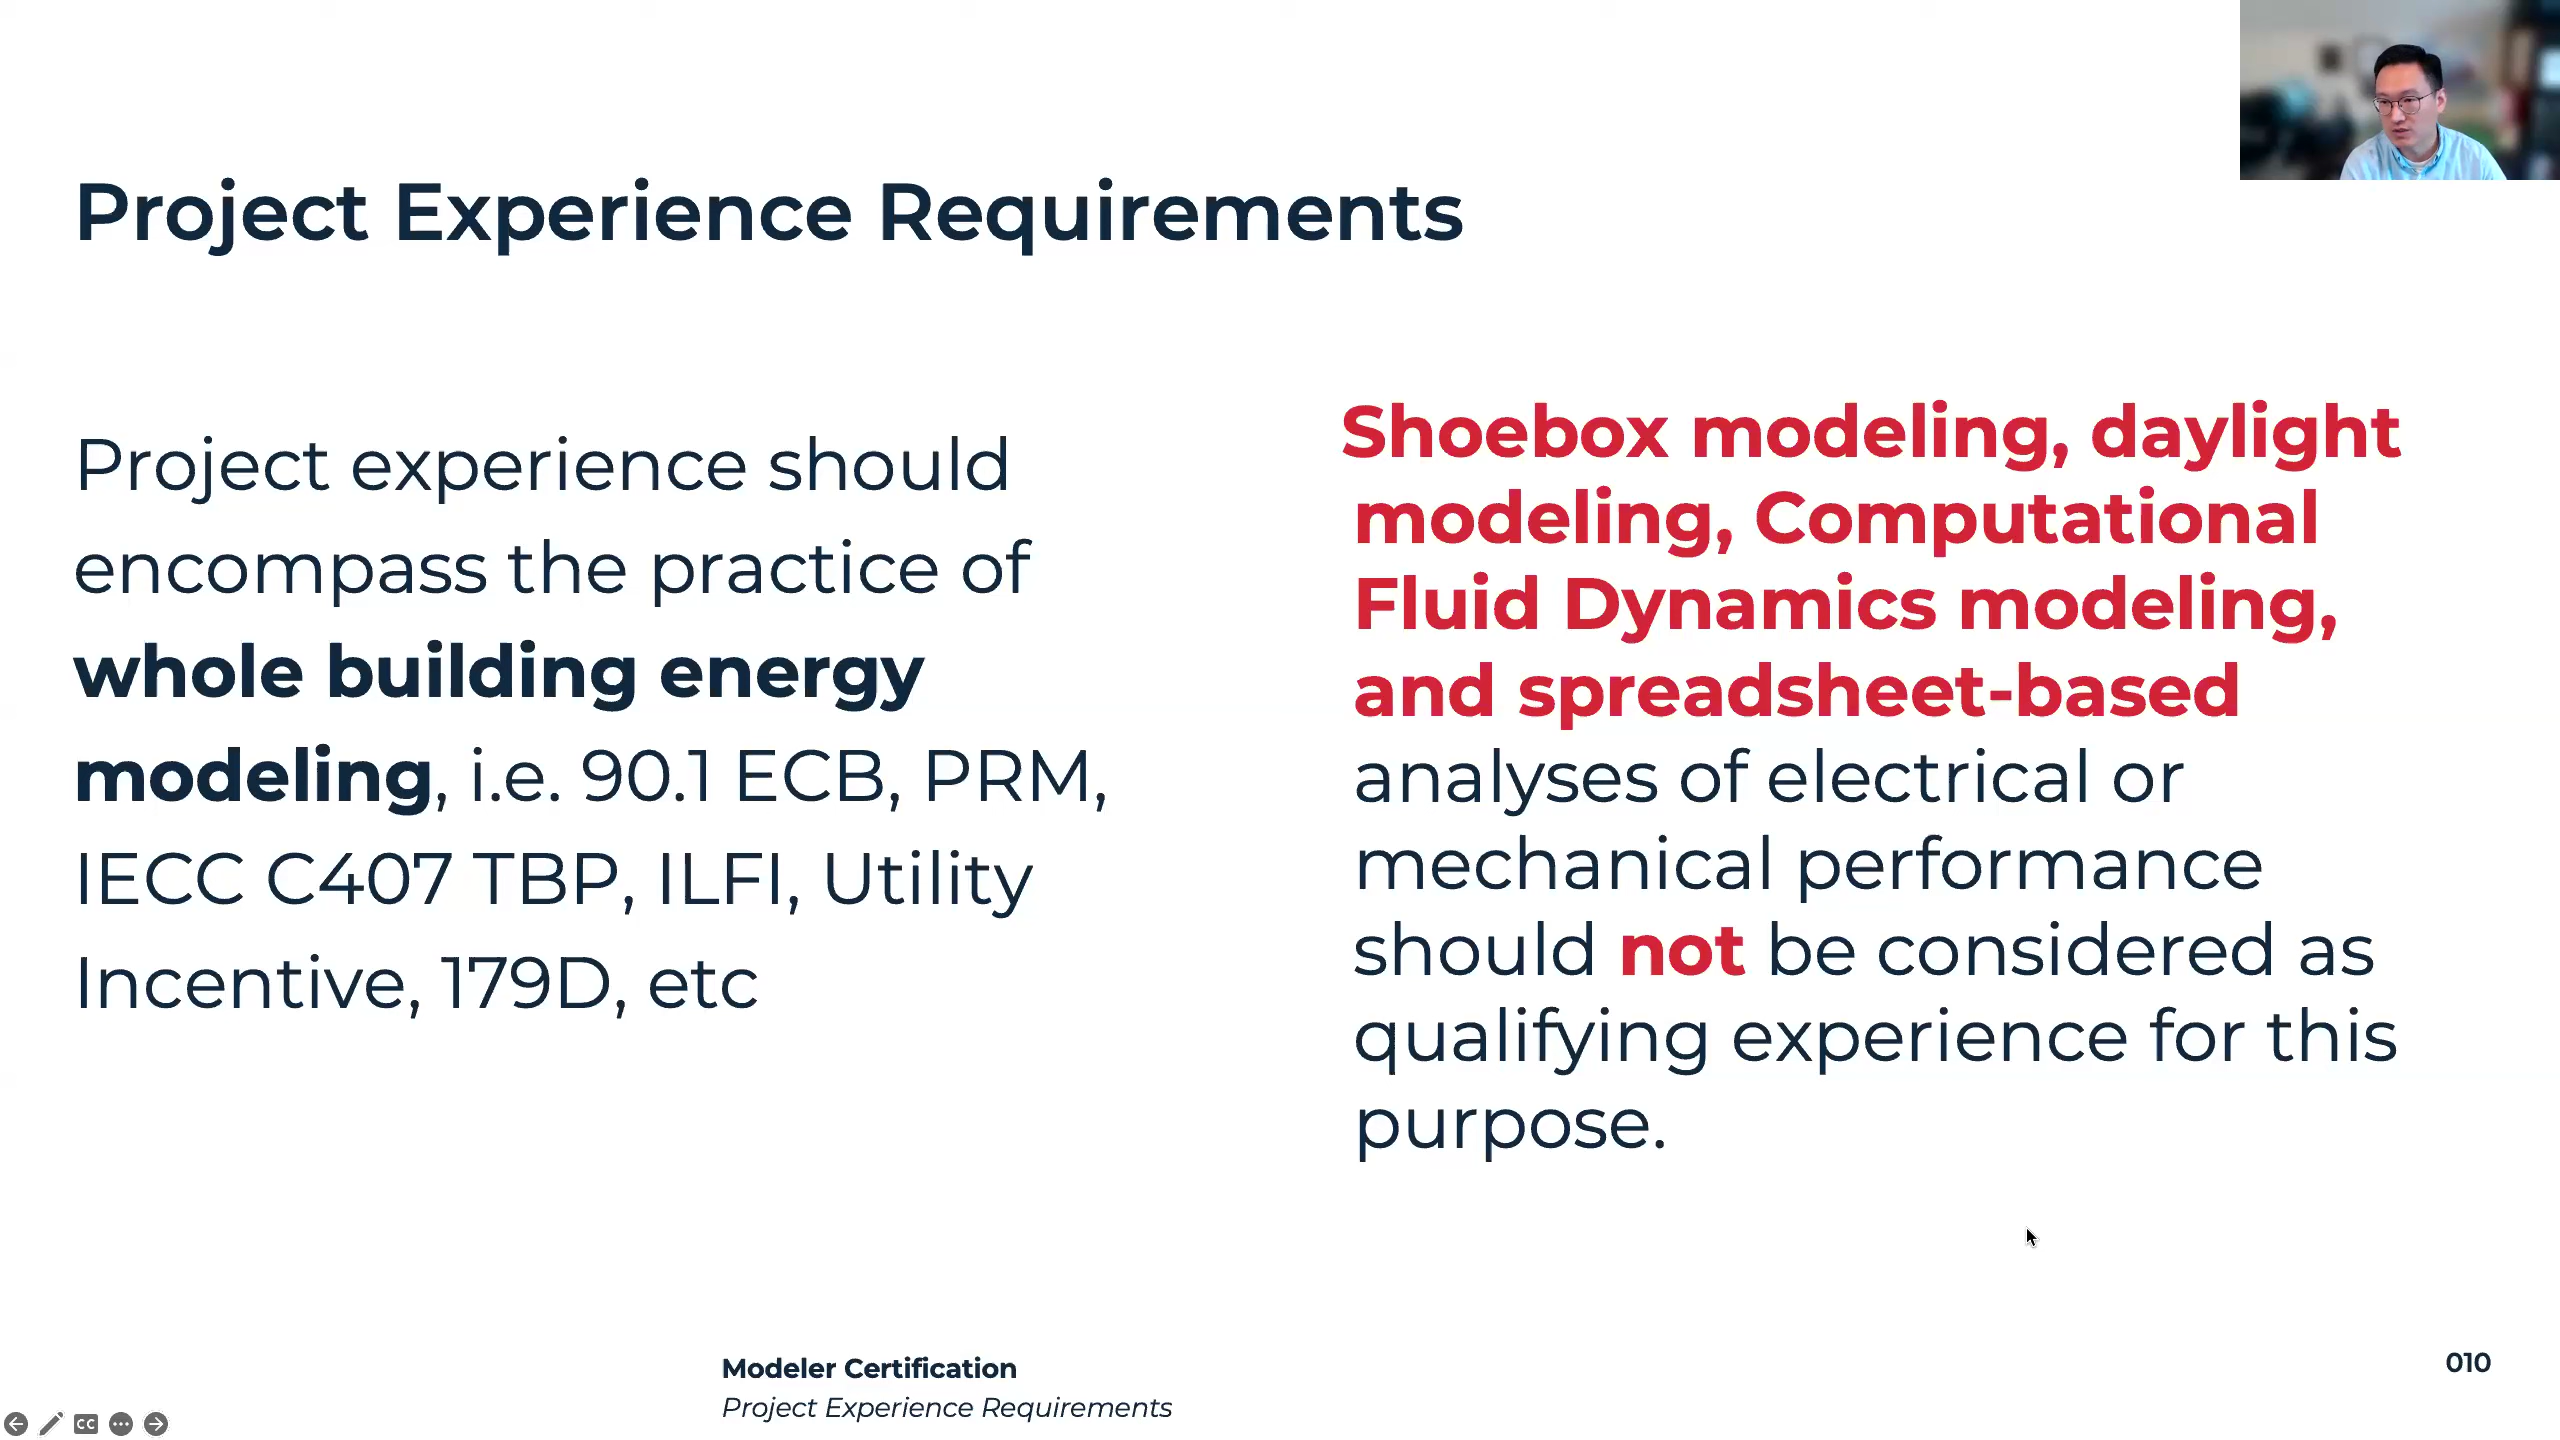 Project Experience Requirements
Project experience should
encompass the practice of
whole building energy
modeling, i.e. 90.1 ECB, PRM,
IECC C407 TBP, ILFI, Utility
Incentive, 179D, etc
Shoebox modeling, daylight
modeling, Computational
Fluid Dynamics modeling,
and spreadsheet-based
analyses of electrical or
mechanical performance
should not be considered as
qualifying experience for this
purpose.
Modeler Certification
Project Experience Requirements
010
CC